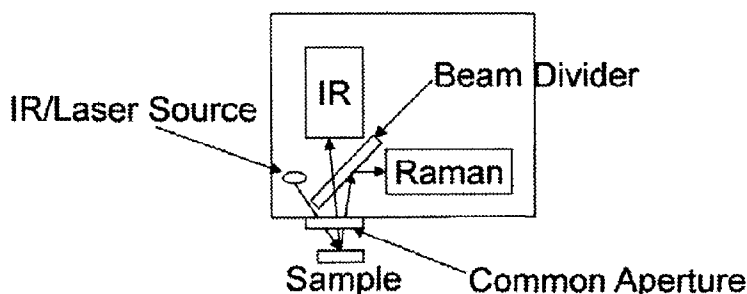 IR
Beam Divider
IR/Laser Source
Raman
Sample
Common Aperture